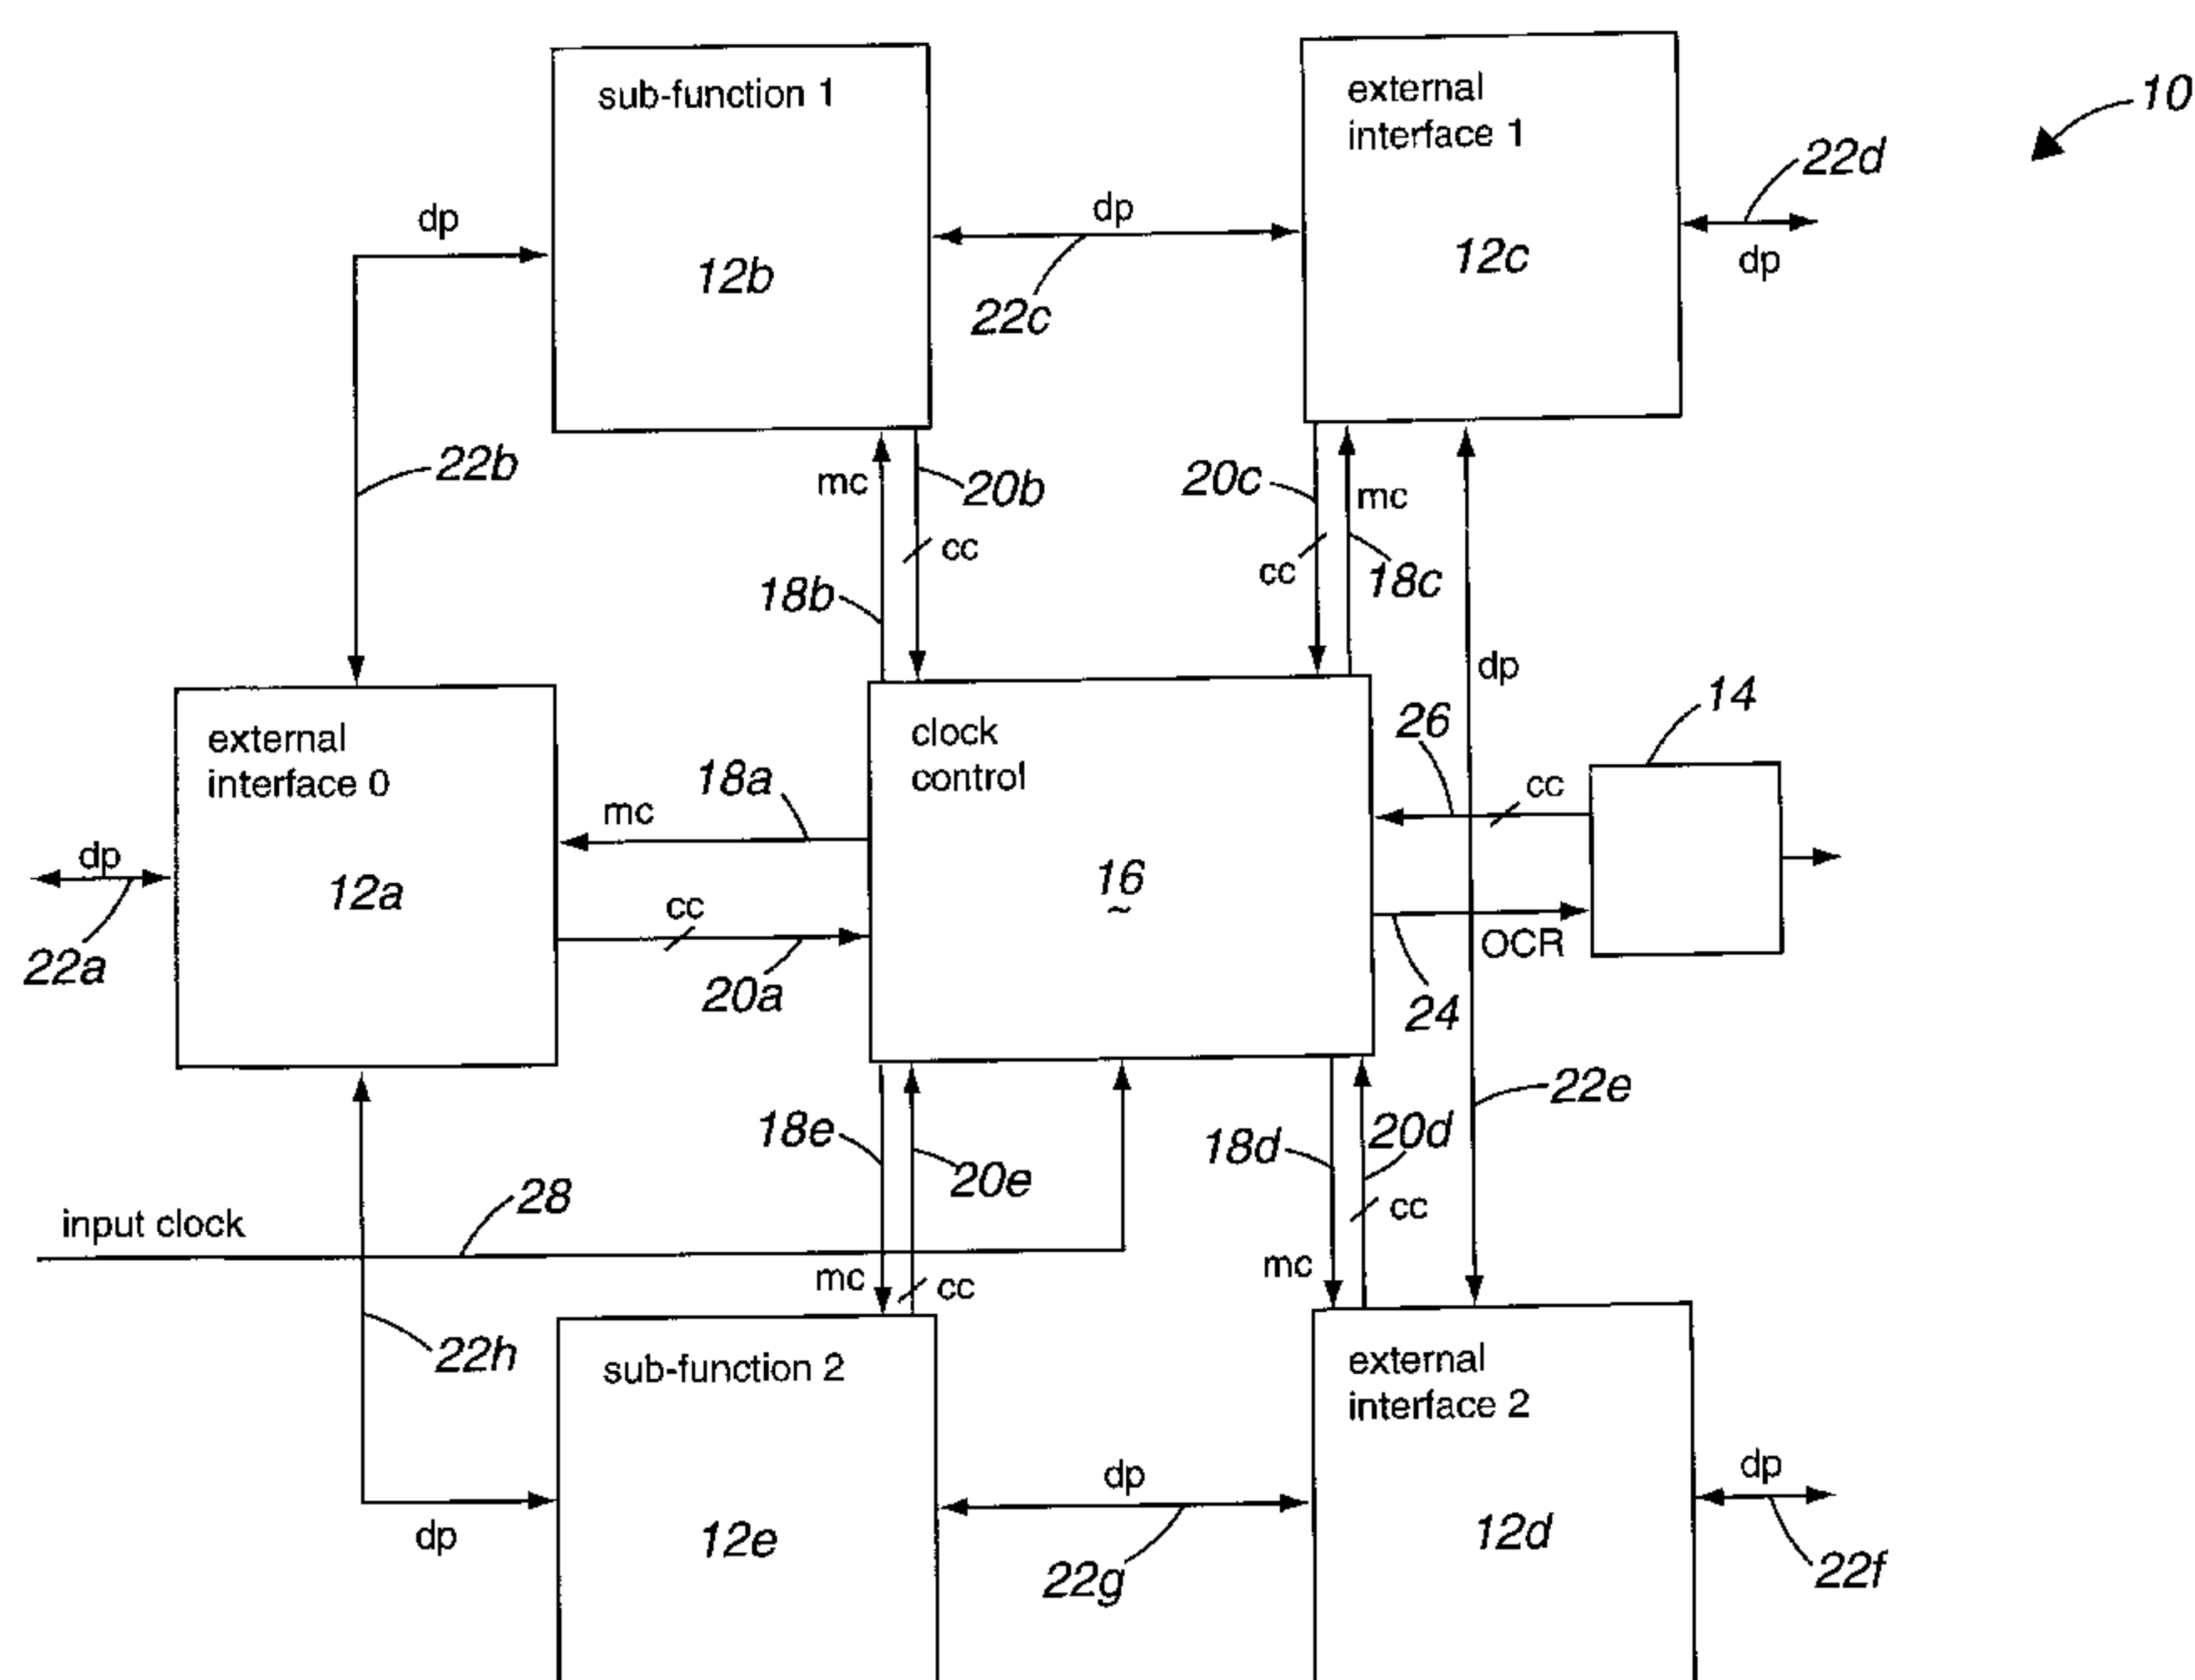 sub-function 1
12b
external
interface 1
12c
10
22d
dp
dp
dp
22c
22b
mc
20b
cc
18b
20c
mc
cc
18c
dp
external
interface 0
12a
dp
22a
18a
mc
cc
20a
clock
control
16
~
26
14
cc
OCR
24
22e
18e
20e
18d
20d
cc
mc
input clock
28
mc
cc
22h
dp
sub-function 2
12e
dp
22g
external
interface 2
12d
dp
22f